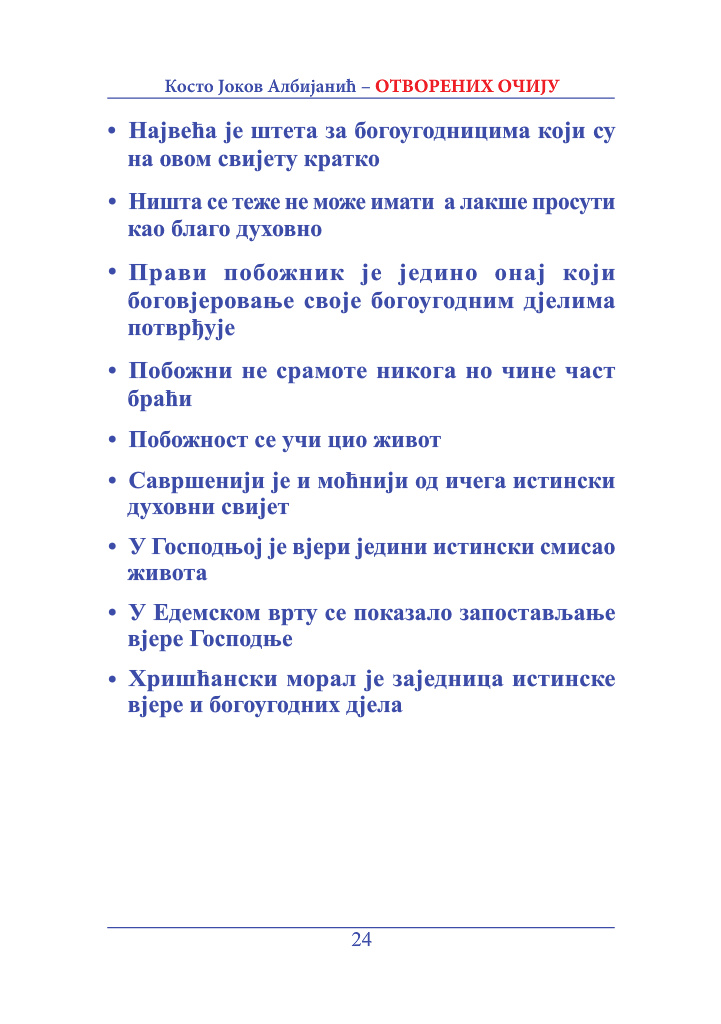 Косто Јоков Албијанић – ОТВОРЕНИХ ОЧИЈУ
• Највећа је штета за богоугодницима који су
на овом свијету кратко
• Ништа се теже не може имати а лакше просути
као благо духовно
• Прави побожник је једино онај који
боговјеровање своје богоугодним дјелима
потврђује
• Побожни не срамоте никога но чине част
браћи
• Побожност се учи цио живот
• Савршенији је и моћнији од ичега истински
духовни свијет
• У Господњој је вјери једини истински смисао
живота
• У Едемском врту се показало запостављање
вјере Господње
• Хришћански морал је заједница истинске
вјере и богоугодних дјела
24